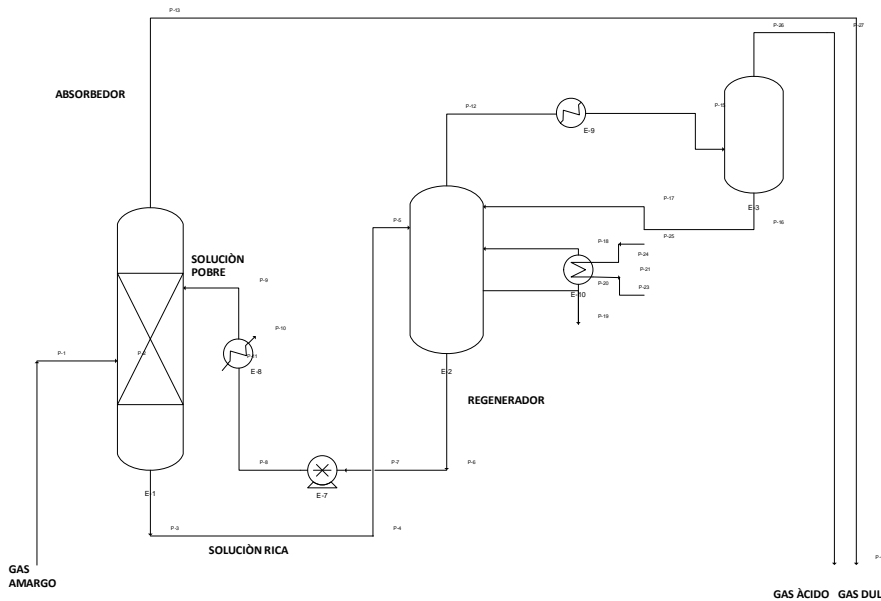 P-13
P-26
P-27
ABSORBEDOR
P-12
P-15
E-9
P-17
E-3
P-5
P-16
P-25
P-18
SOLUCIÒN
POBRE
P-24
P-9
P-21
P-20
E-10
P-23
P-10
P-19
P-1
P-2
P-11
E-8
E-2
REGENERADOR
P-8
P-7
P-6
E-1
E-7
P-3
P-4
SOLUCIÒN RICA
GAS
AMARGO
GAS ÀCIDO GAS DUL